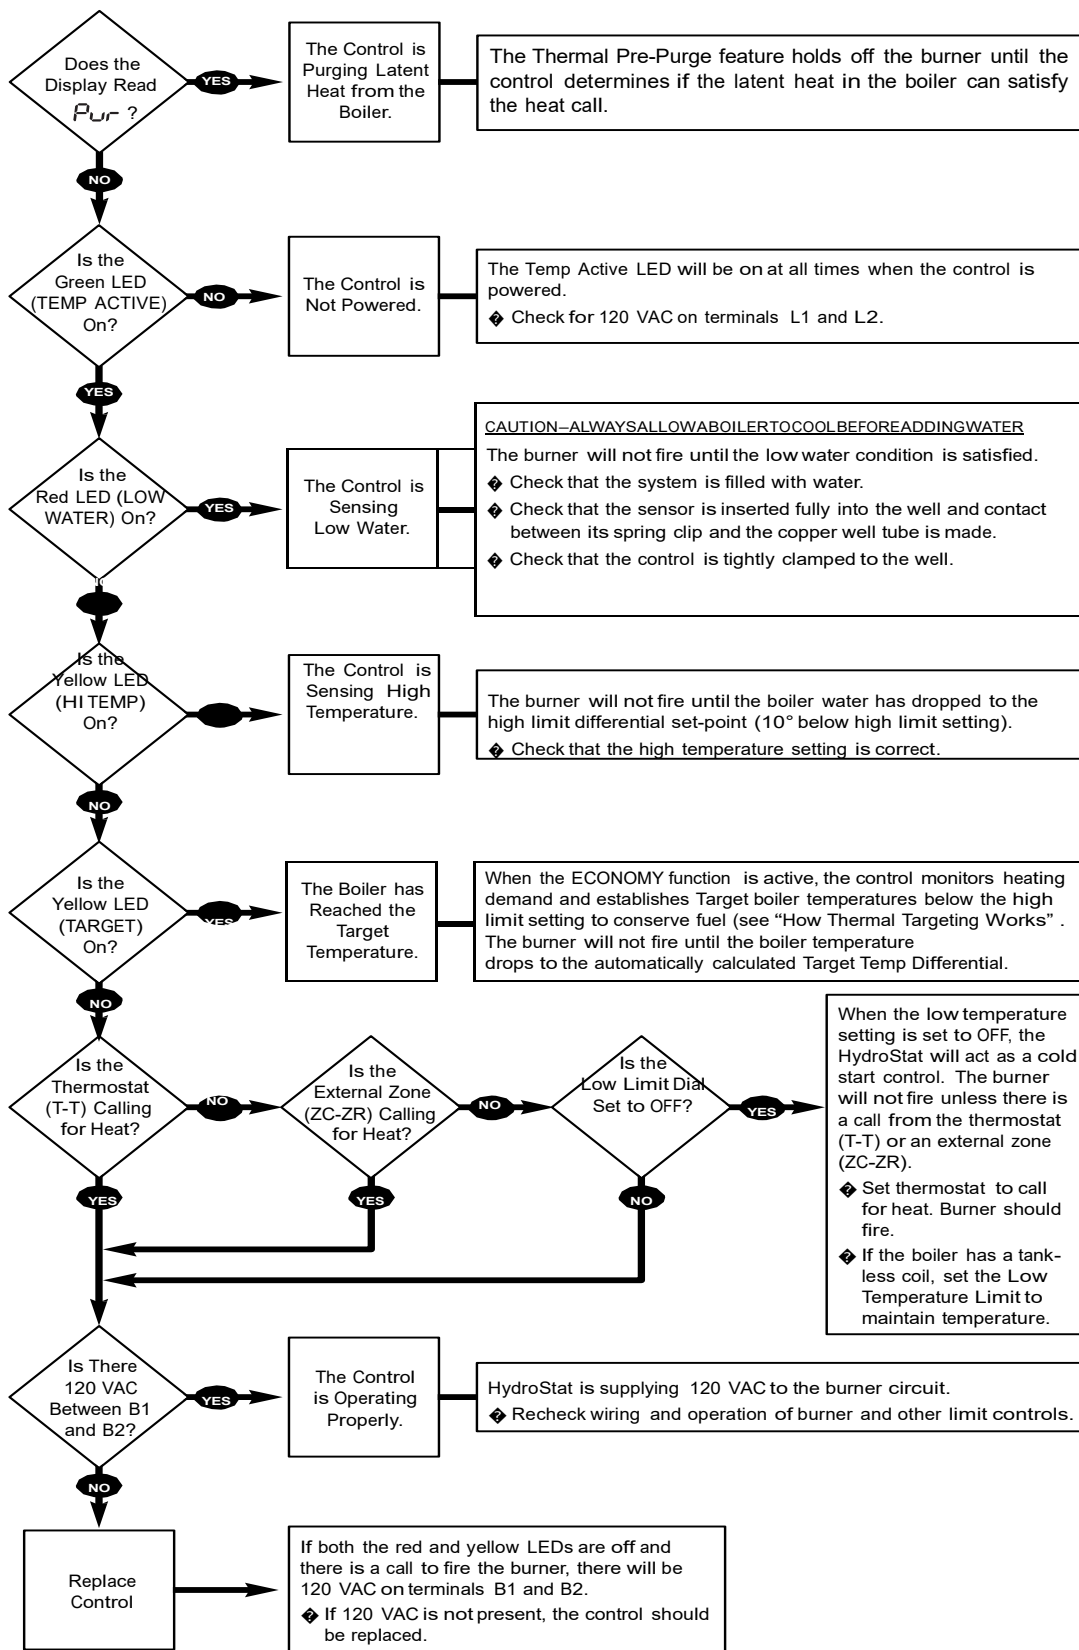 Does the
Display Read
Pur ?
YES
The Control is
Purging Latent
Heat from the
Boiler.
The Thermal Pre-Purge feature holds off the burner until the
control determines if the latent heat in the boiler can satisfy
the heat call.
NO
Is the
Green LED
(TEMP ACTIVE)
On?
NO
The Control is
Not Powered.
The Temp Active LED will be on at all times when the control is
powered.
� Check for 120 VAC on terminals L1 and L2.
YES
Is the
Red LED (LOW
WATER) On?
YES
The Control is
Sensing
Low Water.
CAUTION–ALWAYSALLOWABOILERTOCOOLBEFOREADDINGWATER
The burner will not fire until the low water condition is satisfied.
� Check that the system is filled with water.
� Check that the sensor is inserted fully into the well and contact
between its spring clip and the copper well tube is made.
� Check that the control is tightly clamped to the well.
Is the
Yellow LED
(HI TEMP)
On?
The Control is
Sensing High
Temperature.
The burner will not fire until the boiler water has dropped to the
high limit differential set-point (10° below high limit setting).
� Check that the high temperature setting is correct.
NO
Is the
Yellow LED
(TARGET)
On?
YES
The Boiler has
Reached the
Target
Temperature.
When the ECONOMY function is active, the control monitors heating
demand and establishes Target boiler temperatures below the high
limit setting to conserve fuel (see “How Thermal Targeting Works” .
The burner will not fire until the boiler temperature
drops to the automatically calculated Target Temp Differential.
NO
Is the
Thermostat
(T-T) Calling
for Heat?
NO
Is the
External Zone
(ZC-ZR) Calling
for Heat?
NO
Is the
Low Limit Dial
Set to OFF?
YES
When the low temperature
setting is set to OFF, the
HydroStat will act as a cold
start control. The burner
will not fire unless there is
a call from the thermostat
(T-T) or an external zone
(ZC-ZR).
� Set thermostat to call
for heat. Burner should
fire.
� If the boiler has a tank-
less coil, set the Low
Temperature Limit to
maintain temperature.
YES
YES
NO
Is There
120 VAC
Between B1
and B2?
YES
The Control
is Operating
Properly.
HydroStat is supplying 120 VAC to the burner circuit.
� Recheck wiring and operation of burner and other limit controls.
NO
Replace
Control
If both the red and yellow LEDs are off and
there is a call to fire the burner, there will be
120 VAC on terminals B1 and B2.
� If 120 VAC is not present, the control should
be replaced.